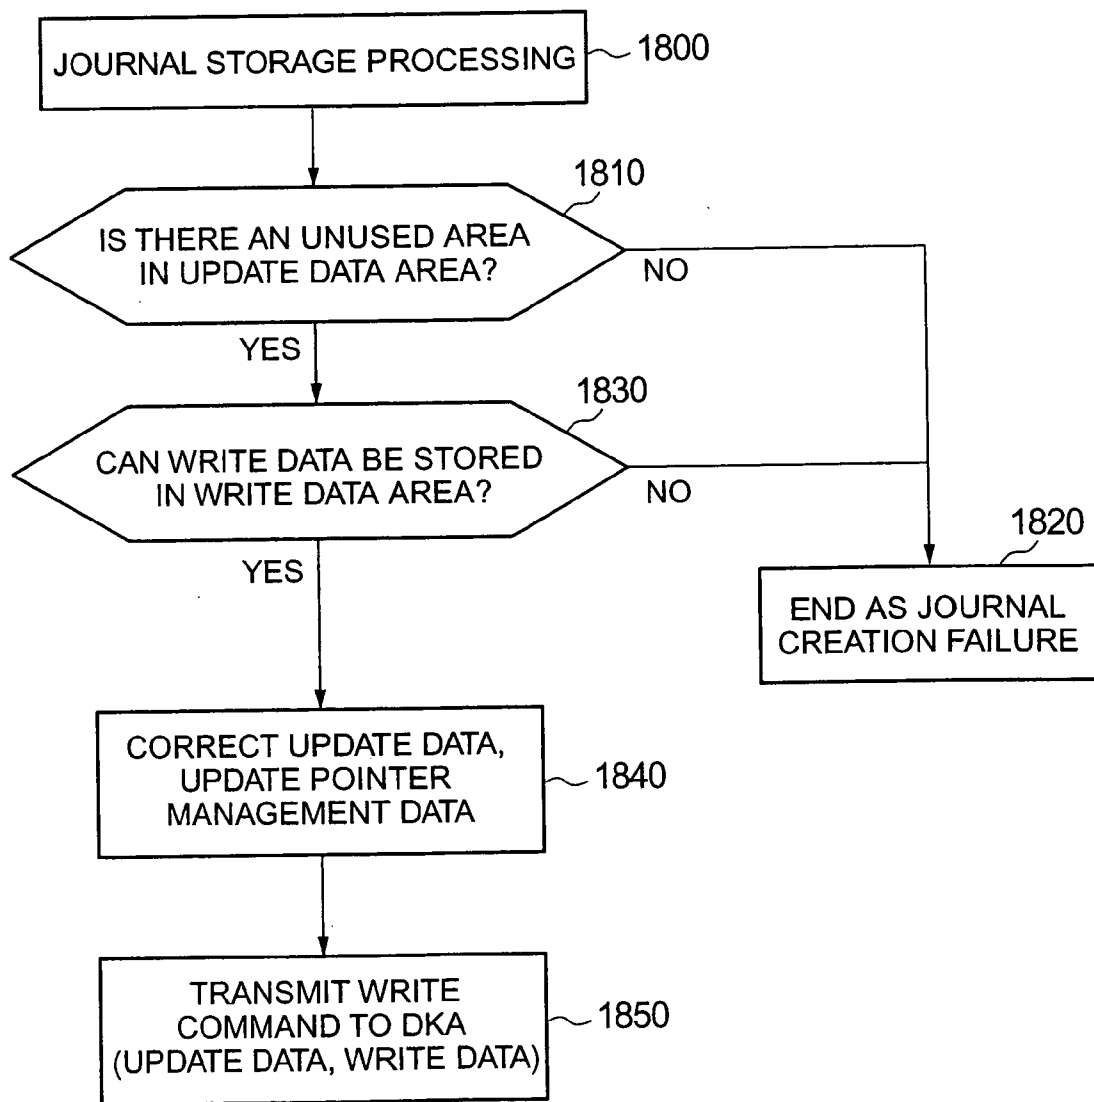 JOURNAL STORAGE PROCESSING
1800
1810
IS THERE AN UNUSED AREA
IN UPDATE DATA AREA?
NO
YES
1830
CAN WRITE DATA BE STORED
IN WRITE DATA AREA?
NO
YES
1820
END AS JOURNAL
CREATION FAILURE
CORRECT UPDATE DATA,
UPDATE POINTER
MANAGEMENT DATA
1840
TRANSMIT WRITE
COMMAND TO DKA
(UPDATE DATA, WRITE DATA)
1850